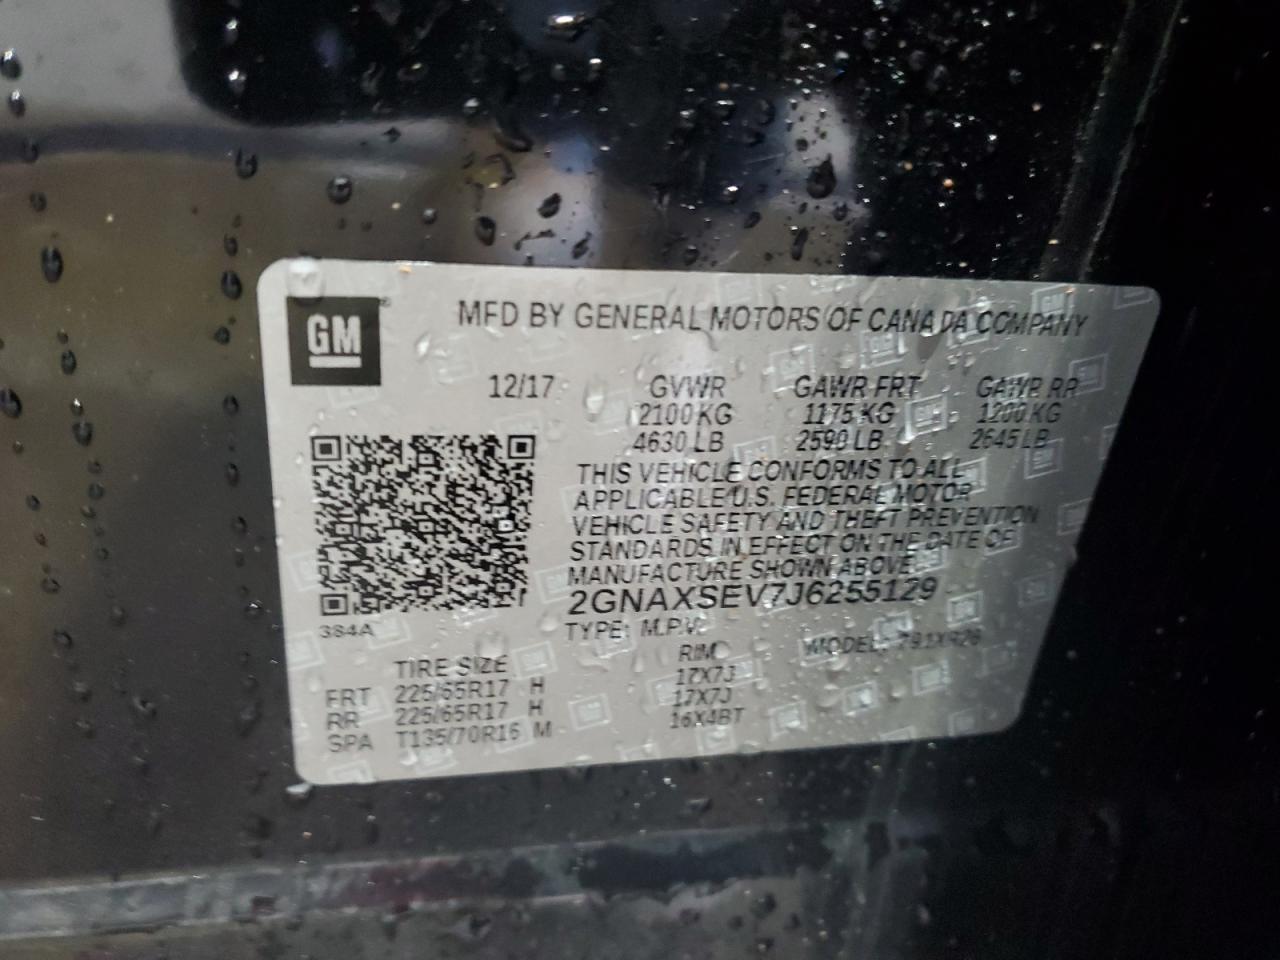 GM
MFD BY GENERAL MOTORS OF CANADA COMPANY
12/17 GVWR GAWR FRT GAWR RR
2100 KG 1175 KG 1200 KG
4630 LB 2590 LB 2645 LB
THIS VEHICLE CONFORMS TO ALL
APPLICABLE U.S. FEDERAL MOTOR
VEHICLE SAFETY AND THEFT PREVENTION
STANDARDS IN EFFECT ON THE DATE OF
MANUFACTURE SHOWN ABOVE.
2GNAXSEV7J6255129
384A
TYPE: M.P.V. MODEL: 791XR26
TIRE SIZE RIM
FRT 225/65R17 H 17X7J
RR 225/65R17 H 17X7J
SPA T135/70R16 M 16X4BT